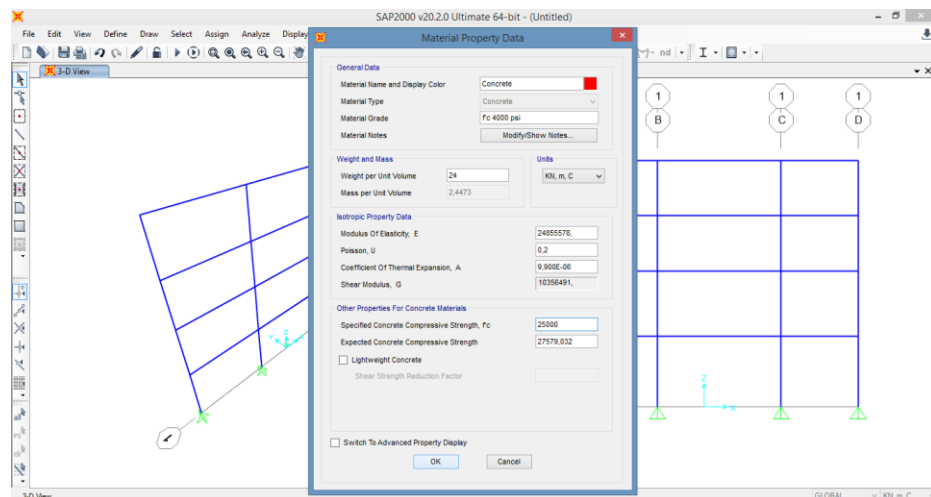 SAP2000 v20.2.0 Ultimate 64-bit - (Untitled)
File Edit View Define Draw Select Assign Analyze Display
Material Property Data
nd
3-D View
General Data
Material Name and Display Color Concrete
Material Type Concrete
Material Grade f'c 4000 psi
Material Notes Modify/Show Notes...
Weight and Mass Units
Weight per Unit Volume 24 KN, m, C
Mass per Unit Volume 2,4473
Isotropic Property Data
Modulus Of Elasticity, E 24855578,
Poisson, U 0,2
Coefficient Of Thermal Expansion, A 9,900E-06
Shear Modulus, G 10356491,
Other Properties For Concrete Materials
Specified Concrete Compressive Strength, f'c 25000
Expected Concrete Compressive Strength 27579,032
Lightweight Concrete
Shear Strength Reduction Factor
Switch To Advanced Property Display
OK Cancel
1 1 1
B C D
Z
X
Z
Y
3-D View
GLOBAL KN, m, C